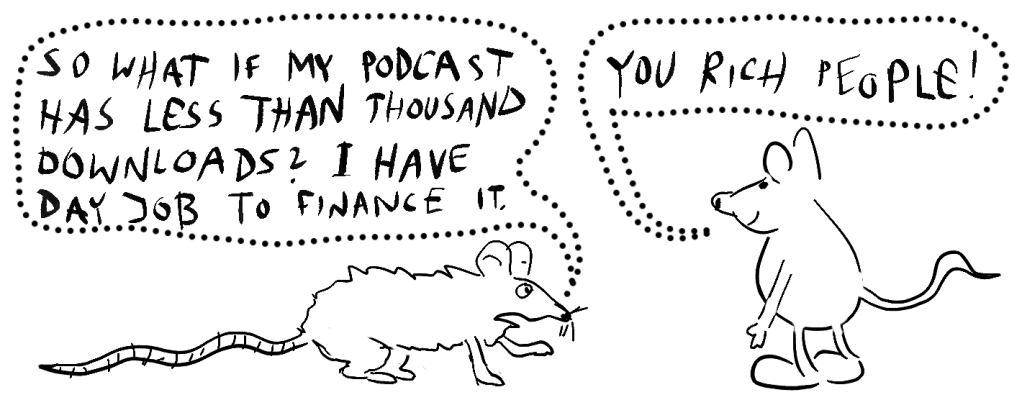 SO WHAT IF MY PODCAST
HAS LESS THAN THOUSAND
DOWNLOADS? I HAVE
DAY JOB TO FINANCE IT.
YOU RICH PEOPLE!